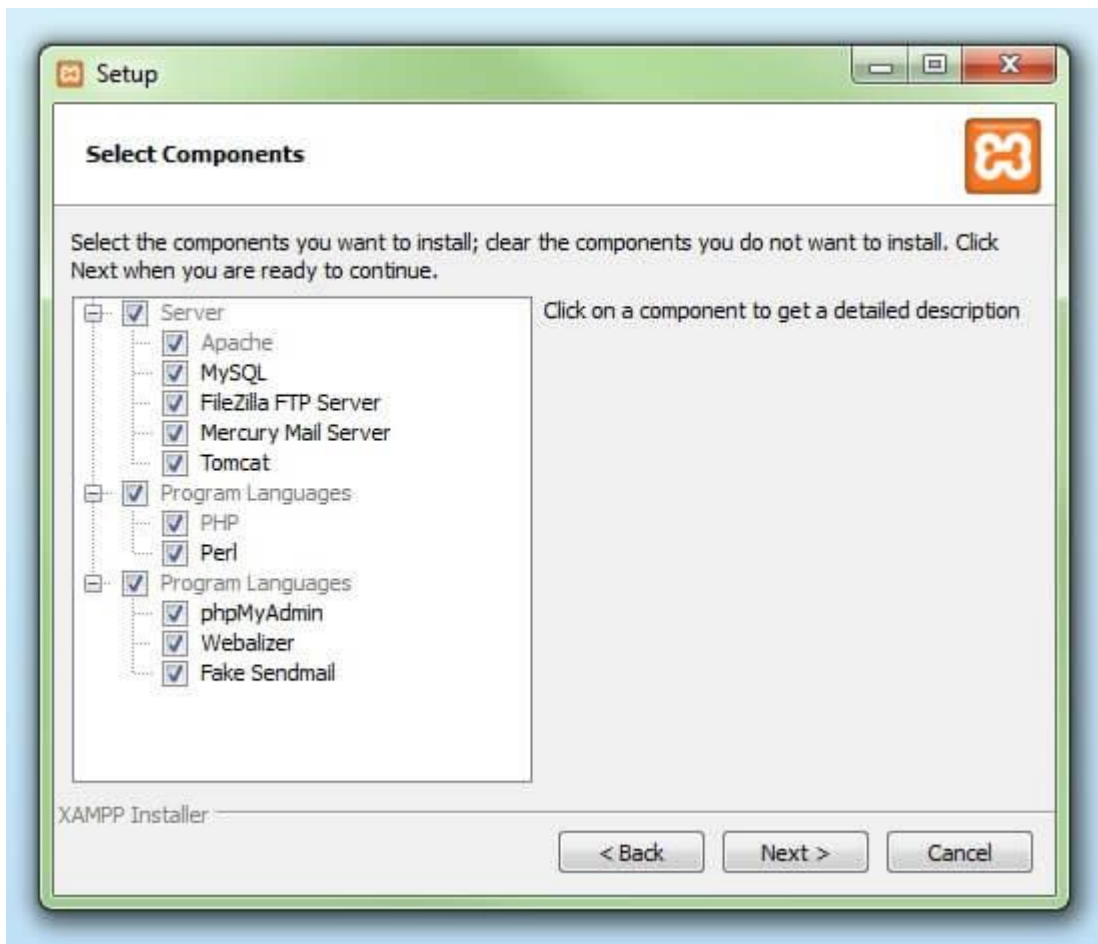 Setup
Select Components
Select the components you want to install; clear the components you do not want to install. Click
Next when you are ready to continue.
Server
Apache
MySQL
FileZilla FTP Server
Mercury Mail Server
Tomcat
Program Languages
PHP
Perl
Program Languages
phpMyAdmin
Webalizer
Fake Sendmail
Click on a component to get a detailed description
XAMPP Installer
< Back
Next >
Cancel